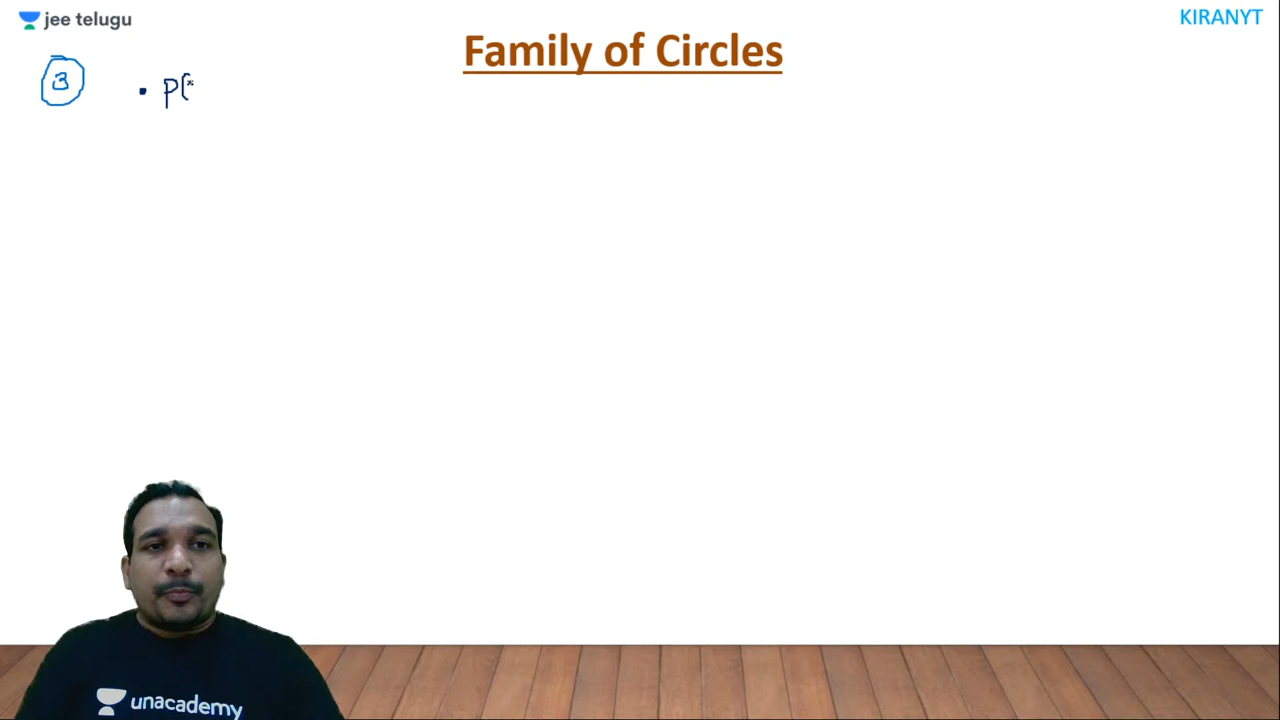 jee telugu
KIRANYT
Family of Circles
3 • P(
unacademy